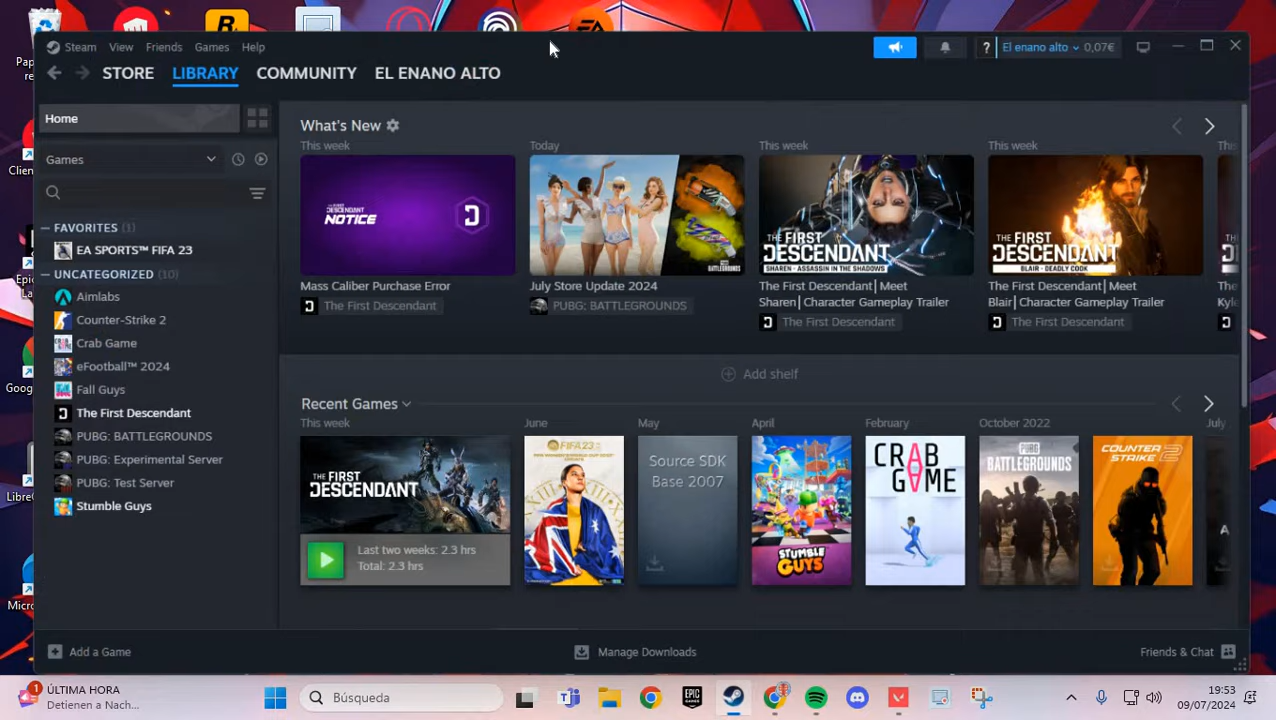 Steam View Friends Games Help
El enano alto 0,07€
STORE LIBRARY COMMUNITY EL ENANO ALTO
Home
Games
FAVORITES (1)
EA SPORTS™ FIFA 23
UNCATEGORIZED (10)
Aimlabs
Counter-Strike 2
Crab Game
eFootball™ 2024
Fall Guys
The First Descendant
PUBG: BATTLEGROUNDS
PUBG: Experimental Server
PUBG: Test Server
Stumble Guys
What's New
This week
THE FIRST DESCENDANT
NOTICE
Mass Caliber Purchase Error
The First Descendant
Today
BATTLEGROUNDS
July Store Update 2024
PUBG: BATTLEGROUNDS
This week
THE FIRST
DESCENDANT
SHAREN - ASSASSIN IN THE SHADOWS
The First Descendant│Meet
Sharen│Character Gameplay Trailer
The First Descendant
This week
THE FIRST
DESCENDANT
BLAIR - DEADLY COOK
The First Descendant│Meet
Blair│Character Gameplay Trailer
The First Descendant
Add shelf
Recent Games
This week
THE FIRST
DESCENDANT
Last two weeks: 2.3 hrs
Total: 2.3 hrs
June
FIFA 23
May
Source SDK
Base 2007
April
STUMBLE
GUYS
February
CRAB
GAME
October 2022
PUBG
BATTLEGROUNDS
COUNTER
STRIKE 2
July
Add a Game
Manage Downloads
Friends & Chat
1
ÚLTIMA HORA
Detienen a Nach...
Búsqueda
EPIC
GAMES
19:53
09/07/2024